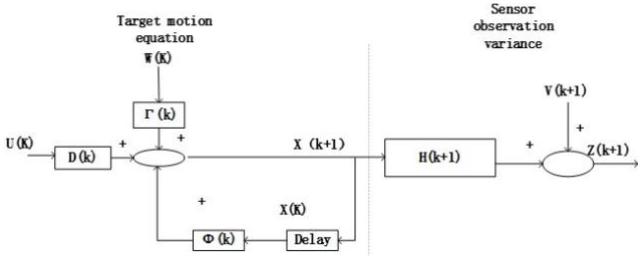 Target motion
equation
W(K)
Γ(k)
+
+
U(K)
D(k)
X (k+1)
+
X(K)
Φ(k)
Delay
Sensor
observation
variance
V(k+1)
+
H(k+1)
+
Z(k+1)